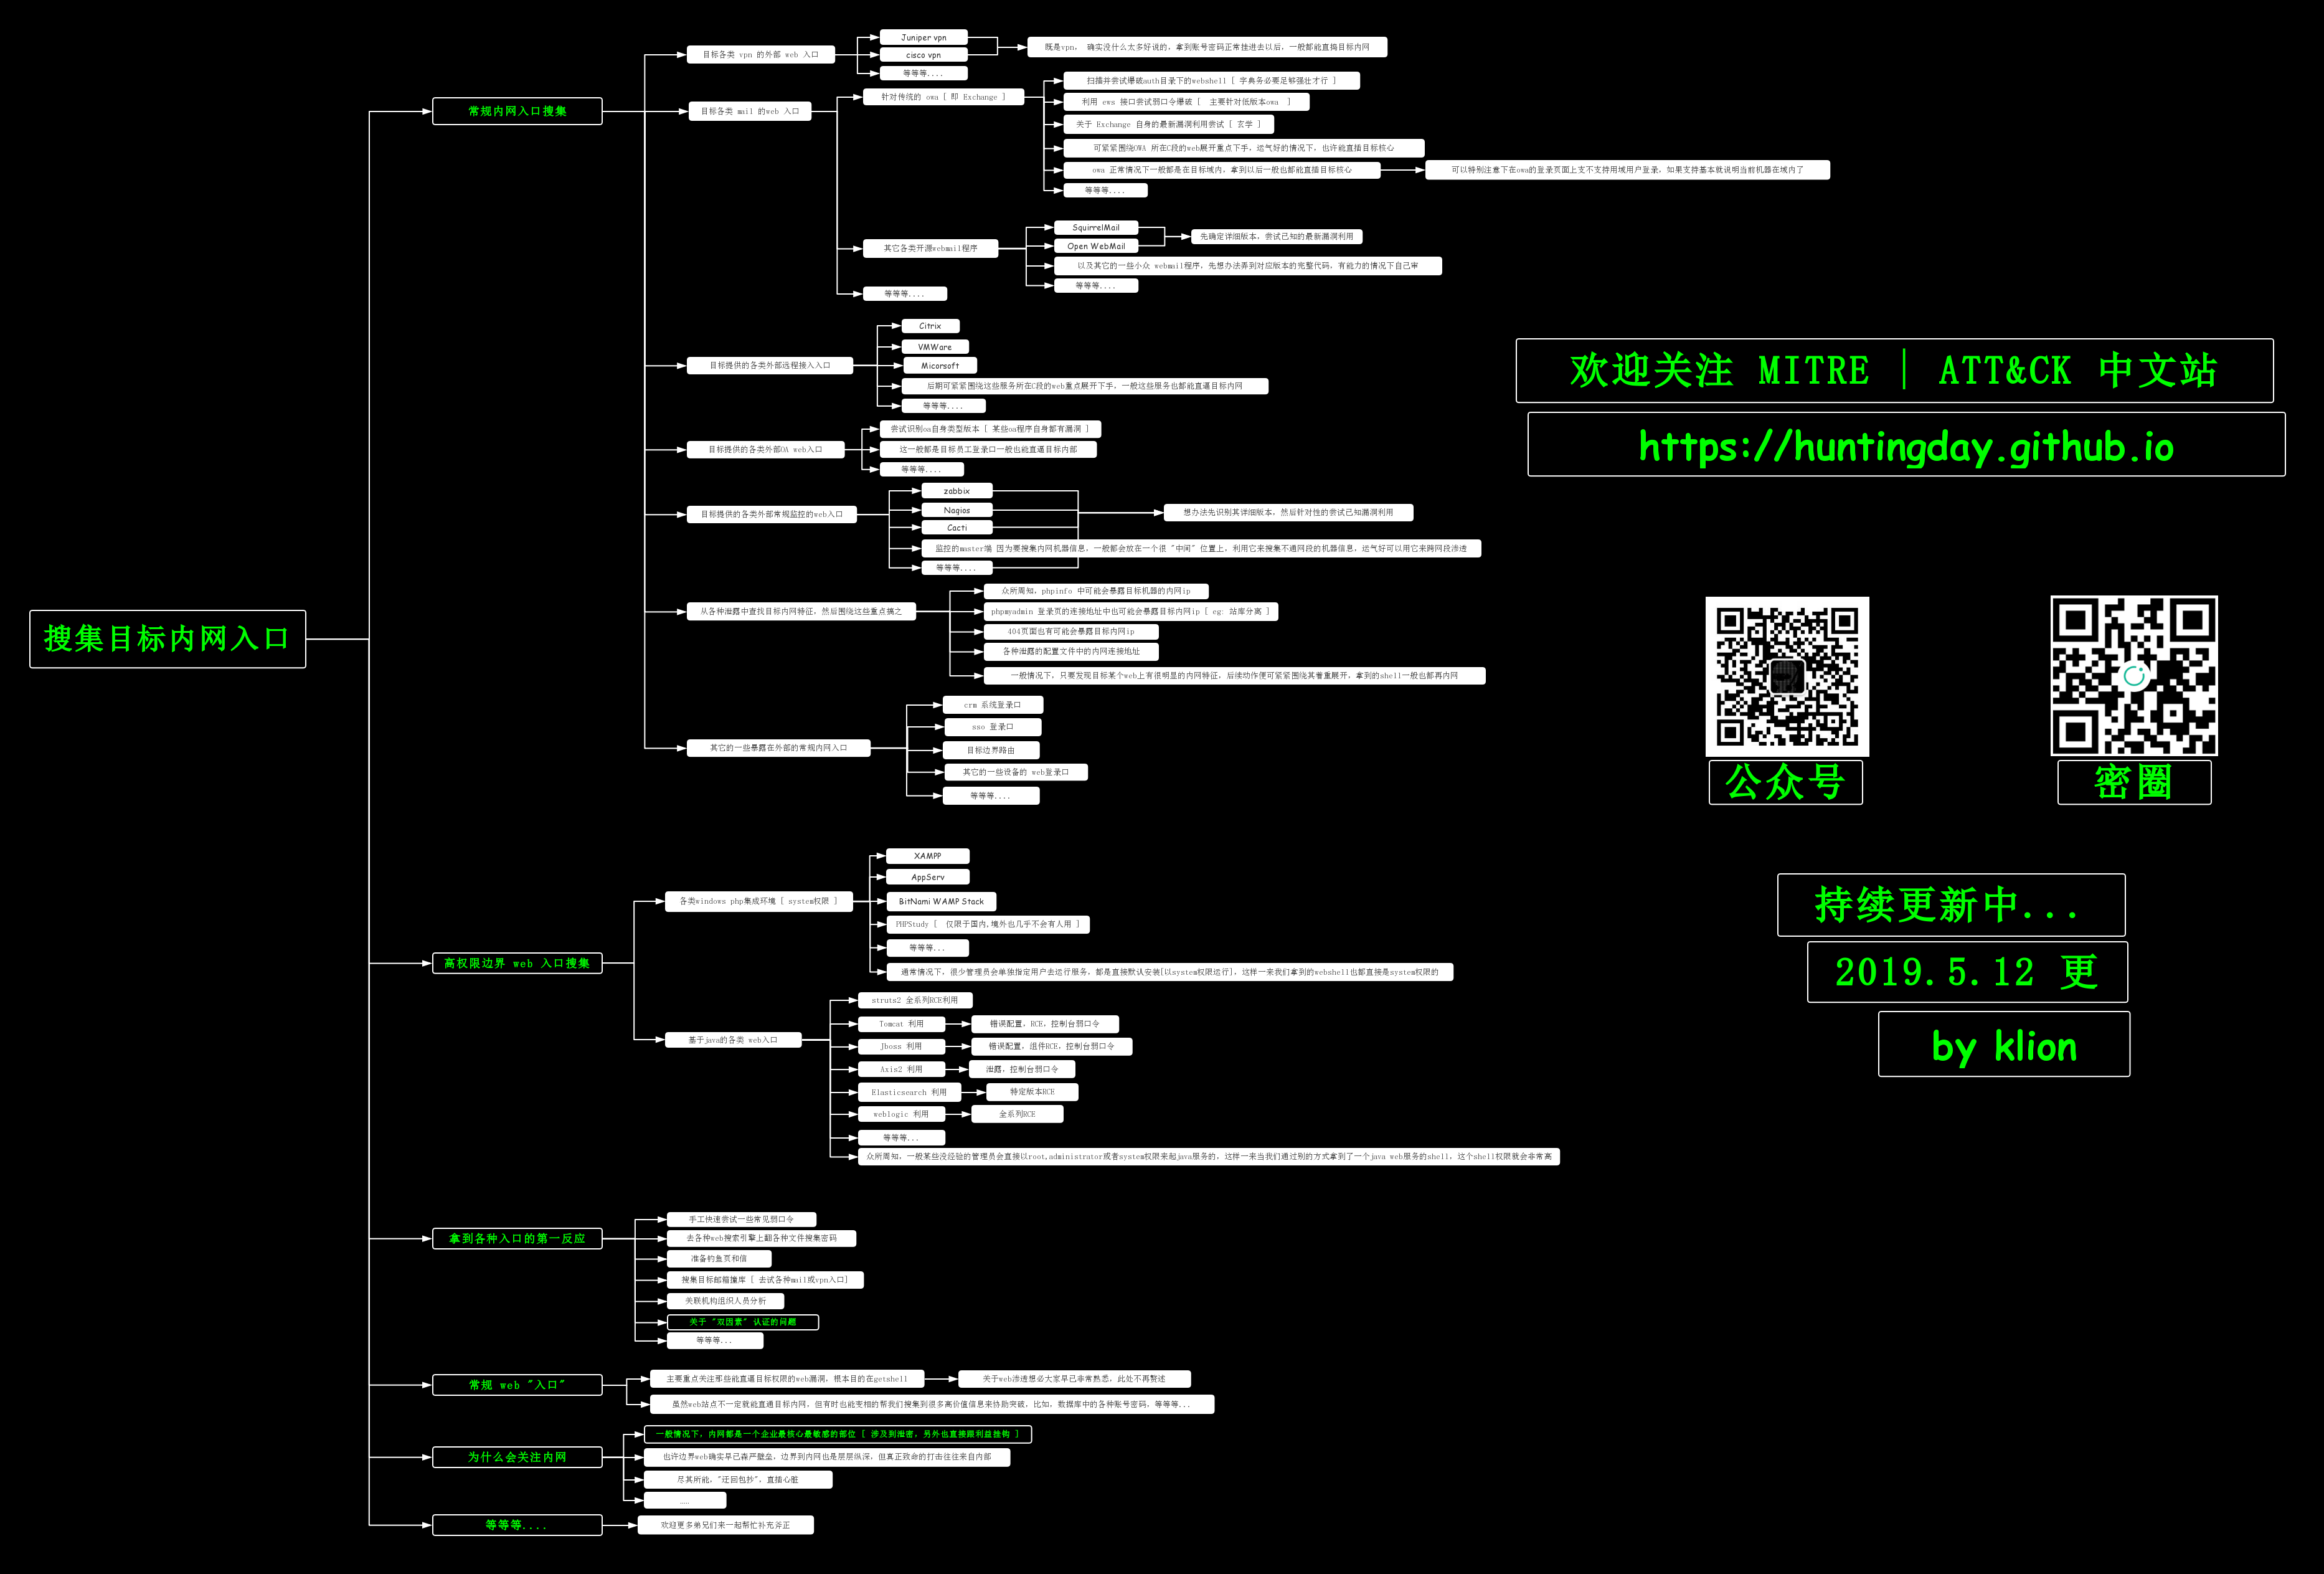 搜集目标内网入口
常规内网入口搜集
目标各类 vpn 的外部 web 入口
Juniper vpn
cisco vpn
等等等....
既是vpn， 确实没什么太多好说的，拿到账号密码正常挂进去以后，一般都能直捣目标内网
目标各类 mail 的web 入口
针对传统的 owa [ 即 Exchange ]
扫描并尝试爆破auth目录下的webshell [ 字典务必要足够强壮才行 ]
利用 ews 接口尝试弱口令爆破 [ 主要针对低版本owa ]
关于 Exchange 自身的最新漏洞利用尝试 [ 玄学 ]
可紧紧围绕OWA 所在C段的web展开重点下手，运气好的情况下，也许能直插目标核心
owa 正常情况下一般都是在目标域内，拿到以后一般也都能直插目标核心
可以特别注意下在owa的登录页面上支不支持用域用户登录，如果支持基本就说明当前机器在域内了
等等等....
其它各类开源webmail程序
SquirrelMail
Open WebMail
先确定详细版本，尝试已知的最新漏洞利用
以及其它的一些小众 webmail程序，先想办法弄到对应版本的完整代码，有能力的情况下自己审
等等等....
等等等....
目标提供的各类外部远程接入入口
Citrix
VMWare
Micorsoft
后期可紧紧围绕这些服务所在C段的web重点展开下手，一般这些服务也都能直逼目标内网
等等等....
目标提供的各类外部OA web入口
尝试识别oa自身类型版本 [ 某些oa程序自身都有漏洞 ]
这一般都是目标员工登录口一般也能直逼目标内部
等等等....
目标提供的各类外部常规监控的web入口
zabbix
Nagios
Cacti
想办法先识别其详细版本，然后针对性的尝试已知漏洞利用
监控的master端 因为要搜集内网机器信息，一般都会放在一个很 "中间" 位置上，利用它来搜集不通网段的机器信息，运气好可以用它来跨网段渗透
等等等....
从各种泄露中查找目标内网特征，然后围绕这些重点搞之
众所周知，phpinfo 中可能会暴露目标机器的内网ip
phpmyadmin 登录页的连接地址中也可能会暴露目标内网ip [ eg: 站库分离 ]
404页面也有可能会暴露目标内网ip
各种泄露的配置文件中的内网连接地址
一般情况下，只要发现目标某个web上有很明显的内网特征，后续动作便可紧紧围绕其着重展开，拿到的shell一般也都再内网
其它的一些暴露在外部的常规内网入口
crm 系统登录口
sso 登录口
目标边界路由
其它的一些设备的 web登录口
等等等....
高权限边界 web 入口搜集
各类windows php集成环境 [ system权限 ]
XAMPP
AppServ
BitNami WAMP Stack
PHPStudy [ 仅限于国内,境外也几乎不会有人用 ]
等等等...
通常情况下，很少管理员会单独指定用户去运行服务，都是直接默认安装[以system权限运行]，这样一来我们拿到的webshell也都直接是system权限的
基于java的各类 web入口
struts2 全系列RCE利用
Tomcat 利用
错误配置，RCE，控制台弱口令
Jboss 利用
错误配置，组件RCE，控制台弱口令
Axis2 利用
泄露，控制台弱口令
Elasticsearch 利用
特定版本RCE
weblogic 利用
全系列RCE
等等等...
众所周知，一般某些没经验的管理员会直接以root,administrator或者system权限来起java服务的，这样一来当我们通过别的方式拿到了一个java web服务的shell，这个shell权限就会非常高
拿到各种入口的第一反应
手工快速尝试一些常见弱口令
去各种web搜索引擎上翻各种文件搜集密码
准备钓鱼页和信
搜集目标邮箱撞库 [ 去试各种mail或vpn入口]
关联机构组织人员分析
关于 "双因素" 认证的问题
等等等...
常规 web "入口"
主要重点关注那些能直逼目标权限的web漏洞，根本目的在getshell
关于web渗透想必大家早已非常熟悉，此处不再赘述
虽然web站点不一定就能直通目标内网，但有时也能变相的帮我们搜集到很多高价值信息来协助突破，比如，数据库中的各种账号密码，等等等...
为什么会关注内网
一般情况下，内网都是一个企业最核心最敏感的部位 [ 涉及到泄密，另外也直接跟利益挂钩 ]
也许边界web确实早已森严壁垒，边界到内网也是层层纵深，但真正致命的打击往往来自内部
尽其所能，"迂回包抄"，直插心脏
.....
等等等....
欢迎更多弟兄们来一起帮忙补充斧正
欢迎关注 MITRE | ATT&CK 中文站
https://huntingday.github.io
公众号
密圈
持续更新中...
2019.5.12 更
by klion